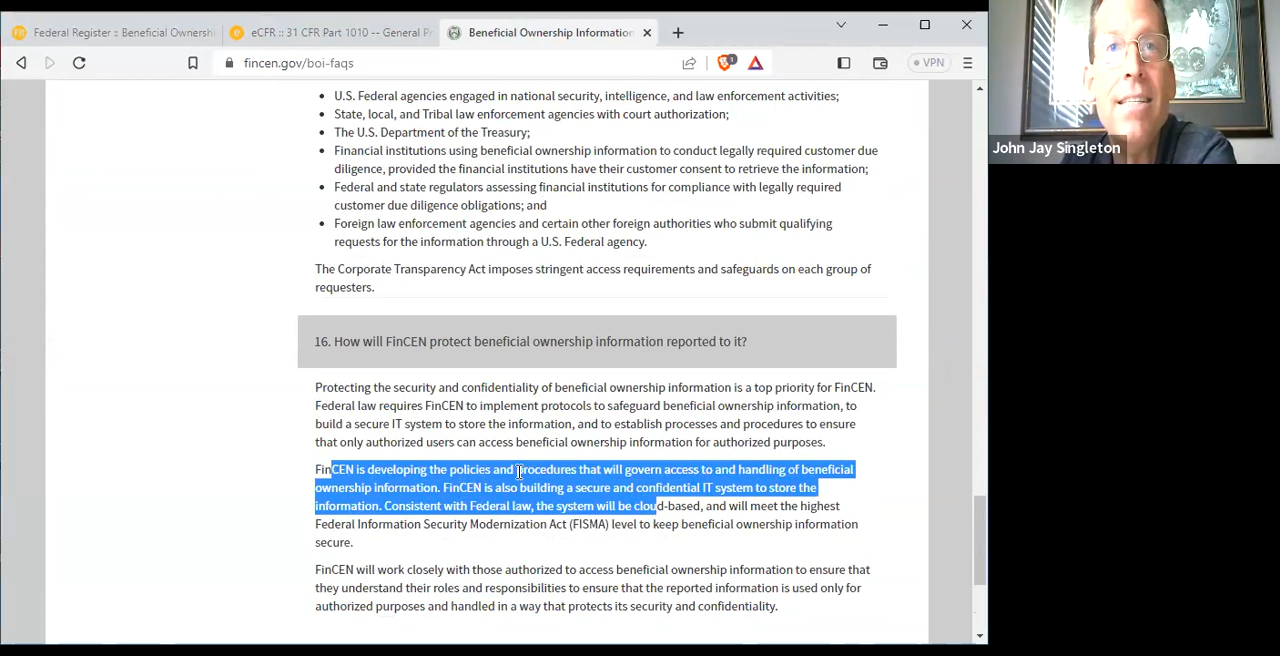 Federal Register :: Beneficial Ownersh
eCFR :: 31 CFR Part 1010 -- General Pr
Beneficial Ownership Information
fincen.gov/boi-faqs
1
VPN
U.S. Federal agencies engaged in national security, intelligence, and law enforcement activities;
State, local, and Tribal law enforcement agencies with court authorization;
The U.S. Department of the Treasury;
Financial institutions using beneficial ownership information to conduct legally required customer due
diligence, provided the financial institutions have their customer consent to retrieve the information;
Federal and state regulators assessing financial institutions for compliance with legally required
customer due diligence obligations; and
Foreign law enforcement agencies and certain other foreign authorities who submit qualifying
requests for the information through a U.S. Federal agency.
The Corporate Transparency Act imposes stringent access requirements and safeguards on each group of
requesters.
16. How will FinCEN protect beneficial ownership information reported to it?
Protecting the security and confidentiality of beneficial ownership information is a top priority for FinCEN.
Federal law requires FinCEN to implement protocols to safeguard beneficial ownership information, to
build a secure IT system to store the information, and to establish processes and procedures to ensure
that only authorized users can access beneficial ownership information for authorized purposes.
FinCEN is developing the policies and procedures that will govern access to and handling of beneficial
ownership information. FinCEN is also building a secure and confidential IT system to store the
information. Consistent with Federal law, the system will be cloud-based, and will meet the highest
Federal Information Security Modernization Act (FISMA) level to keep beneficial ownership information
secure.
FinCEN will work closely with those authorized to access beneficial ownership information to ensure that
they understand their roles and responsibilities to ensure that the reported information is used only for
authorized purposes and handled in a way that protects its security and confidentiality.
John Jay Singleton